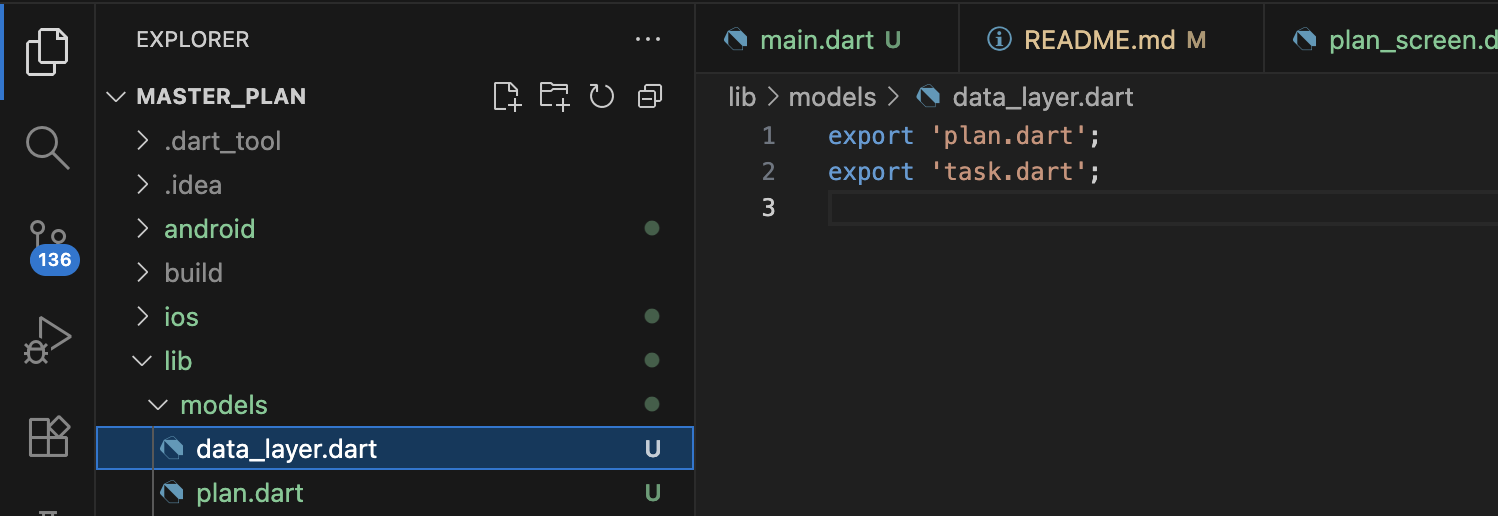 EXPLORER
MASTER_PLAN
.dart_tool
.idea
android
build
ios
lib
models
data_layer.dart U
plan.dart U
136
main.dart U
README.md M
plan_screen.d
lib > models > data_layer.dart
1 export 'plan.dart';
2 export 'task.dart';
3